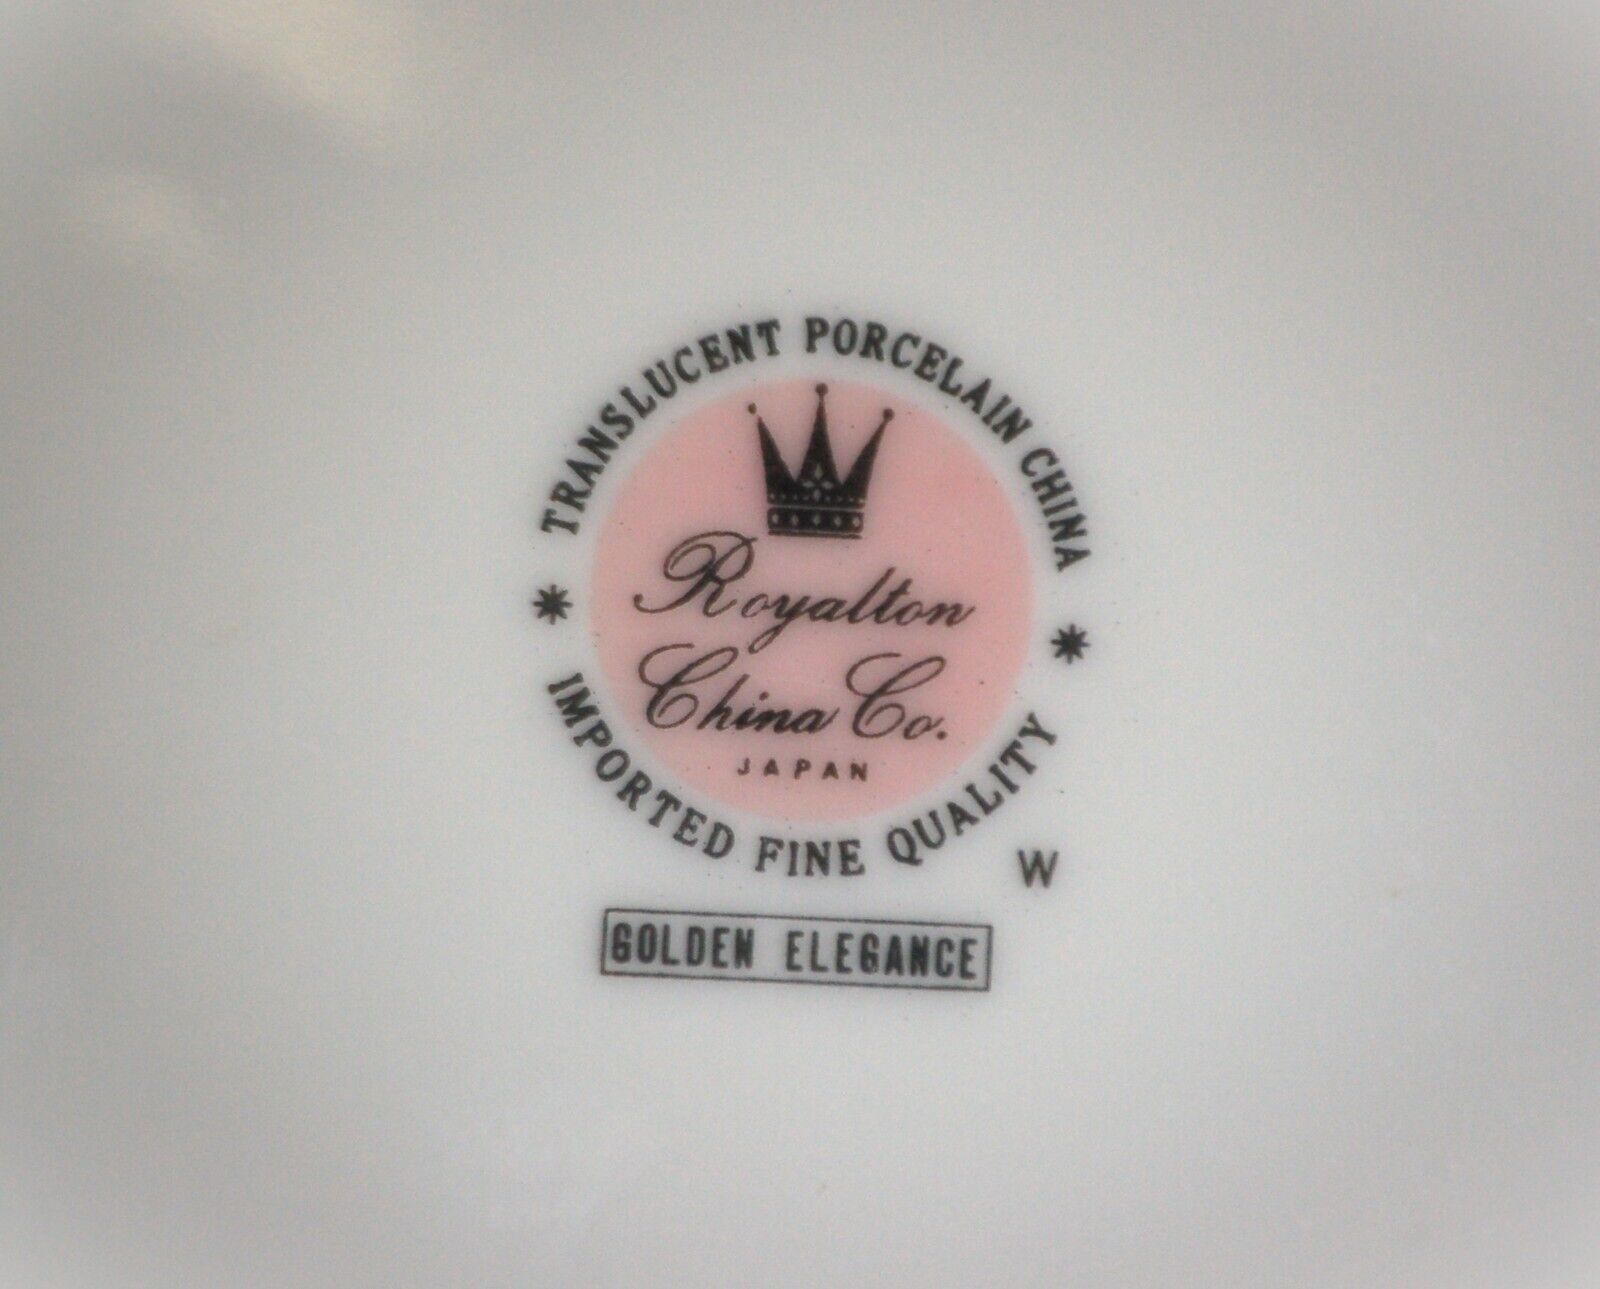 TRANSLUCENT PORCELAIN CHINA
Royalton
China Co.
JAPAN
IMPORTED FINE QUALITY
W
GOLDEN ELEGANCE